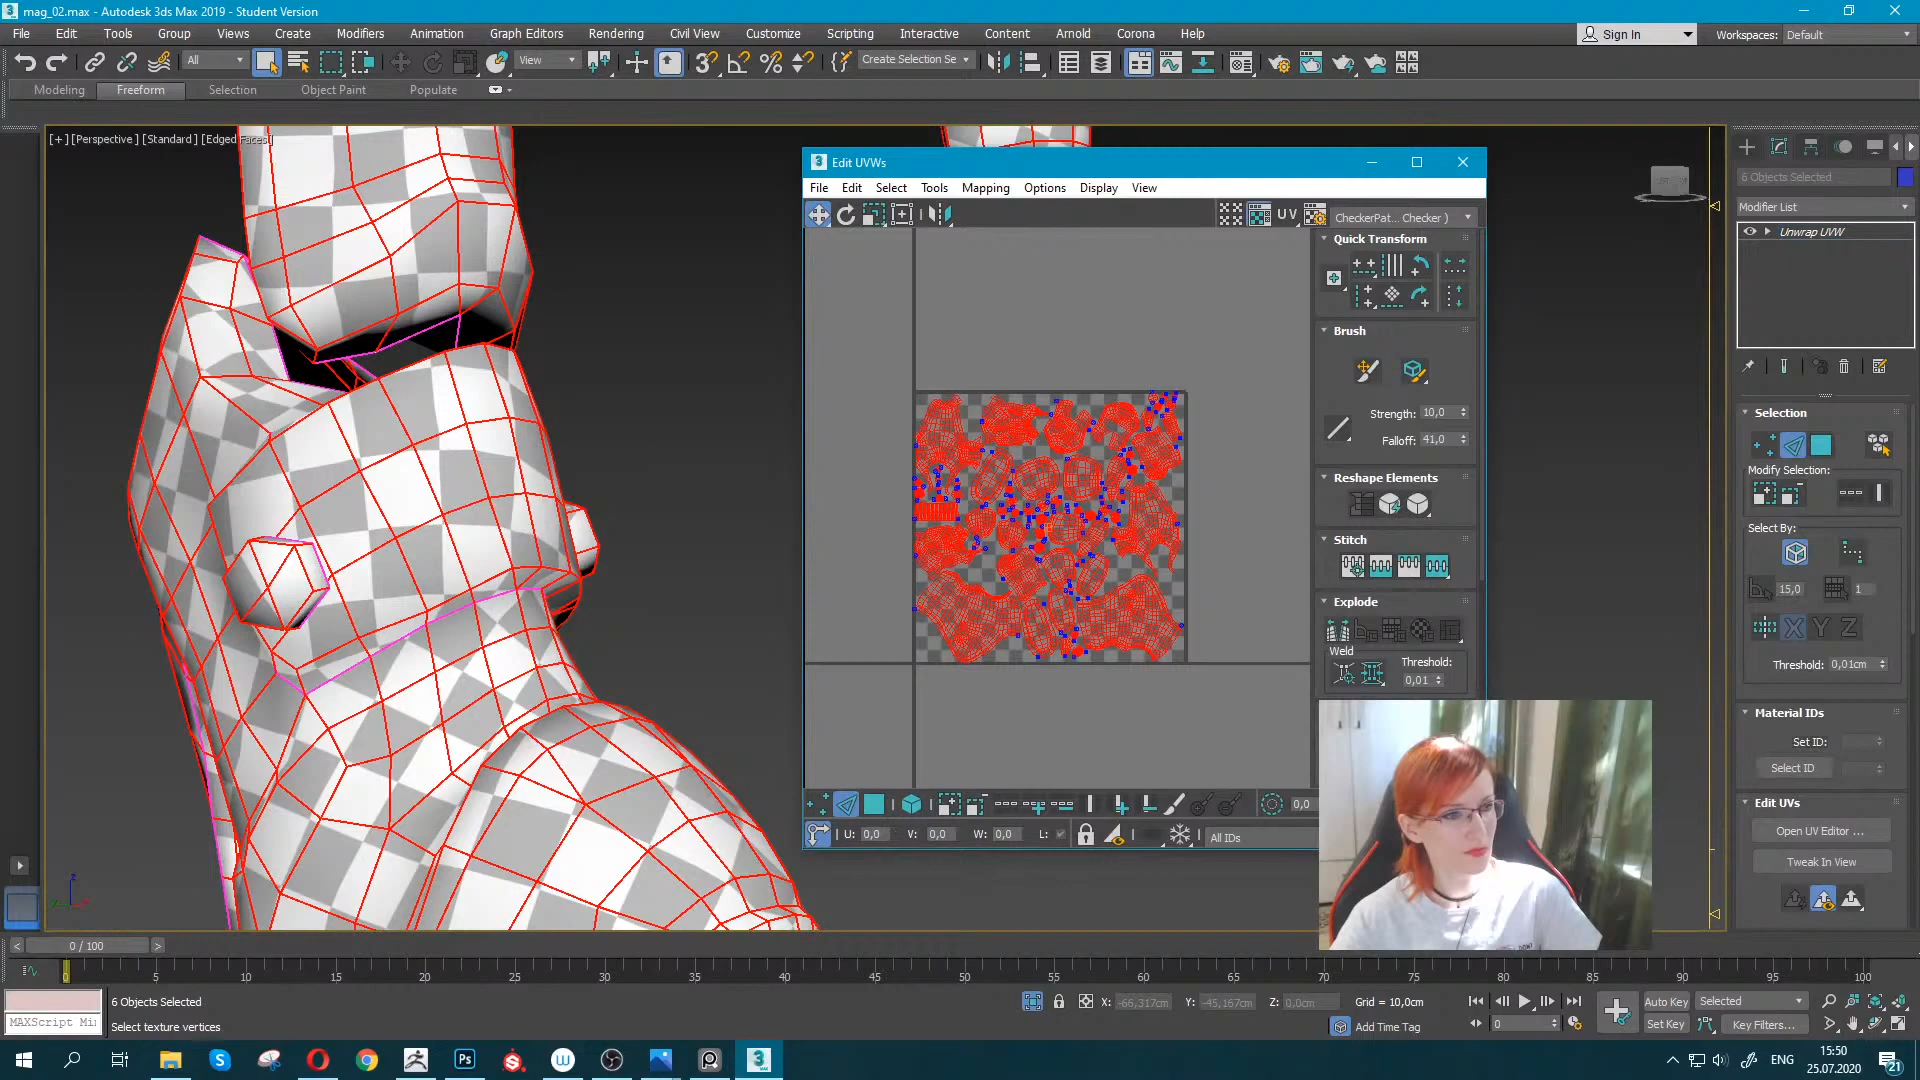 mag_02.max - Autodesk 3ds Max 2019 - Student Version
File Edit Tools Group Views Create Modifiers Animation Graph Editors Rendering Civil View Customize Scripting Interactive Content Arnold Corona Help
Sign In
Workspaces: Default
All
View
Create Selection Se
Modeling Freeform Selection Object Paint Populate
[+] [Perspective] [Standard] [Edged Faces]
Edit UVWs
File Edit Select Tools Mapping Options Display View
UV
CheckerPat... Checker )
Quick Transform
Brush
Strength: 10,0
Falloff: 41,0
Reshape Elements
Stitch
Explode
Weld
Threshold:
0,01
0,0
U: 0,0 V: 0,0 W: 0,0 L:
All IDs
6 Objects Selected
Modifier List
Unwrap UVW
Selection
Modify Selection:
Select By:
15,0
1
X Y Z
Threshold: 0,01cm
Material IDs
Set ID:
Select ID
Edit UVs
Open UV Editor ...
Tweak In View
0 / 100
0 5 10 15 20 25 30 35 40 45 50 55 60 65 70 75 80 85 90 95 100
6 Objects Selected
MAXScript Mi
Select texture vertices
X: -66,317cm Y: -45,167cm Z: 0,0cm Grid = 10,0cm
Add Time Tag
0
Auto Key Selected
Set Key Key Filters...
ENG
15:50
25.07.2020
21